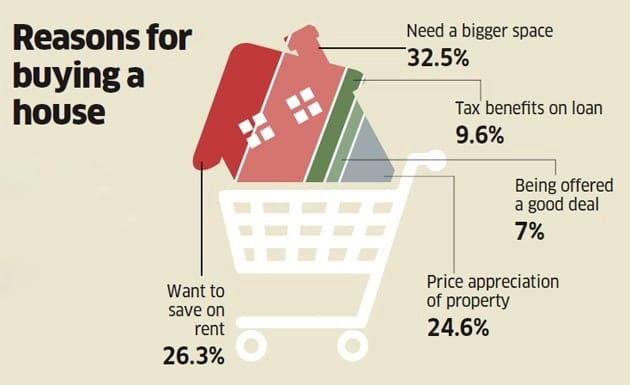 Reasons for
buying a
house
Need a bigger space
32.5%
Tax benefits on loan
9.6%
Being offered
a good deal
7%
Price appreciation
of property
24.6%
Want to
save on
rent
26.3%